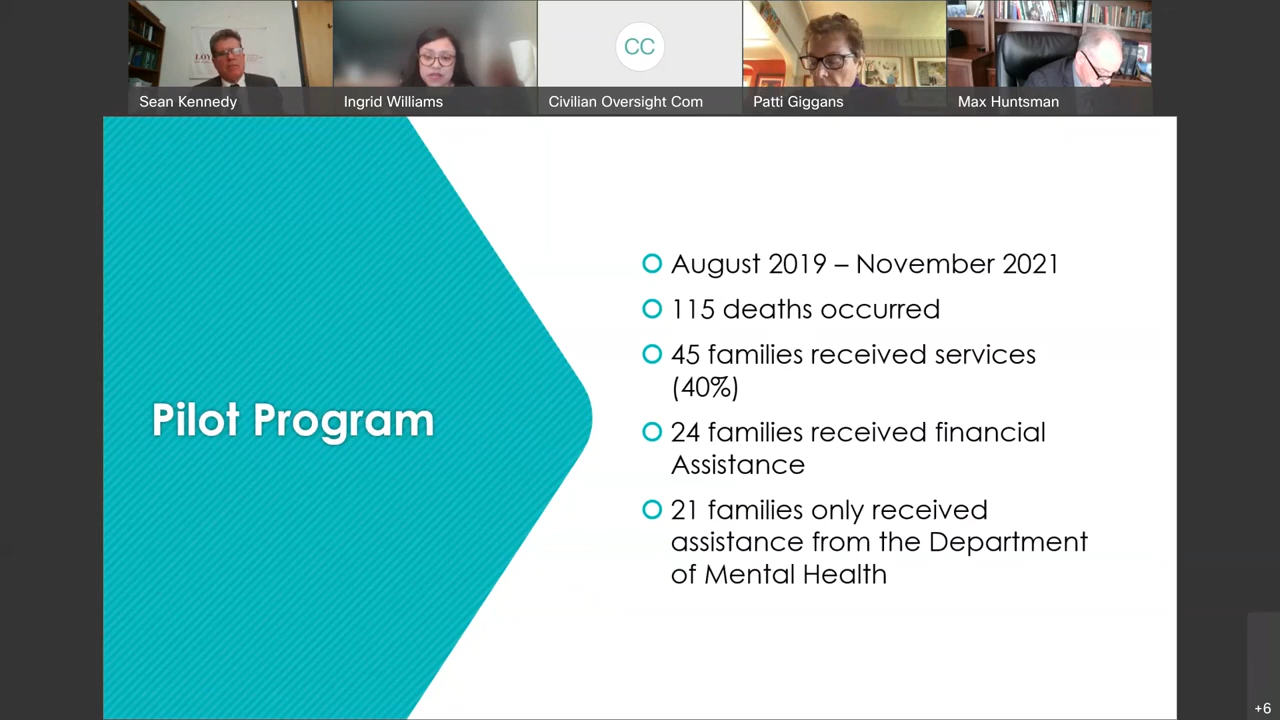 LOY
CC
Sean Kennedy
Ingrid Williams
Civilian Oversight Com
Patti Giggans
Max Huntsman
Pilot Program
August 2019 – November 2021
115 deaths occurred
45 families received services
(40%)
24 families received financial
Assistance
21 families only received
assistance from the Department
of Mental Health
+6